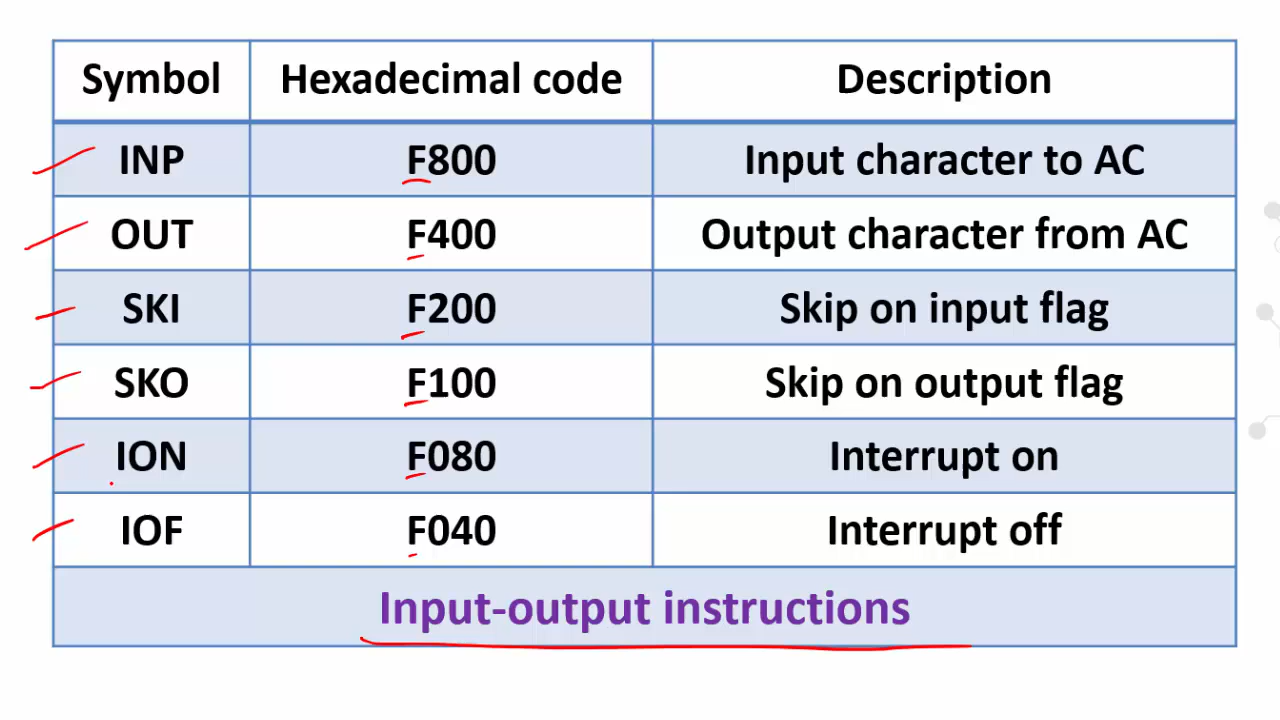 Symbol Hexadecimal code Description
INP F800 Input character to AC
OUT F400 Output character from AC
SKI F200 Skip on input flag
SKO F100 Skip on output flag
ION F080 Interrupt on
IOF F040 Interrupt off
Input-output instructions